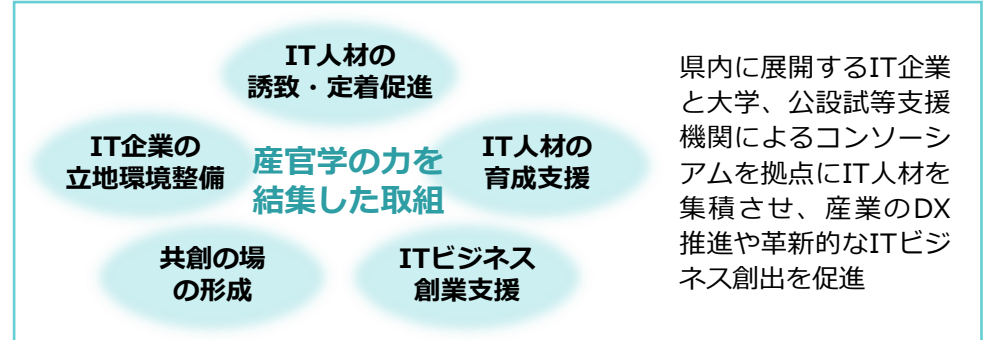 IT人材の
誘致・定着促進
IT企業の
立地環境整備
産官学の力を
結集した取組
IT人材の
育成支援
共創の場
の形成
ITビジネス
創業支援
県内に展開するIT企業
と大学、公設試等支援
機関によるコンソーシ
アムを拠点にIT人材を
集積させ、産業のDX
推進や革新的なITビジ
ネス創出を促進